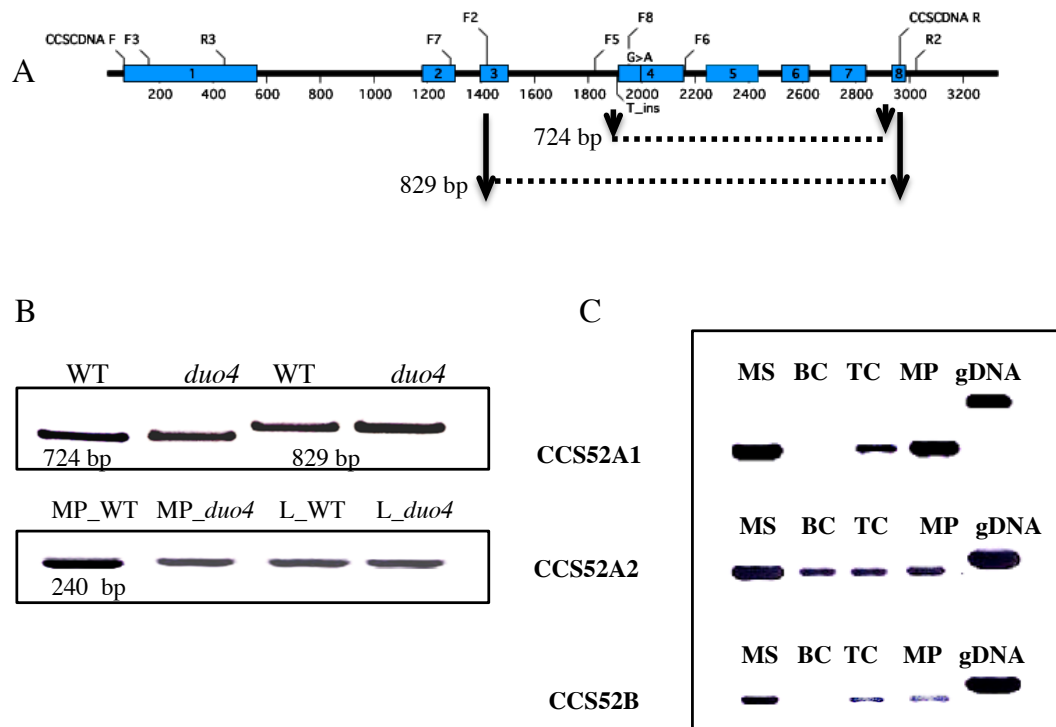 F2 F8 CCSCDNA R
CCSCDNA F F3 R3 F7 F5 G>A F6 R2
A
1 2 3 4 5 6 7 8
200 400 600 800 1000 1200 1400 1600 1800 2000 2200 2400 2600 2800 3000 3200
T_ins
724 bp
829 bp
B
WT duo4 WT duo4
724 bp 829 bp
MP_WT MP_duo4 L_WT L_duo4
240 bp
C
MS BC TC MP gDNA
CCS52A1
MS BC TC MP gDNA
CCS52A2
MS BC TC MP gDNA
CCS52B